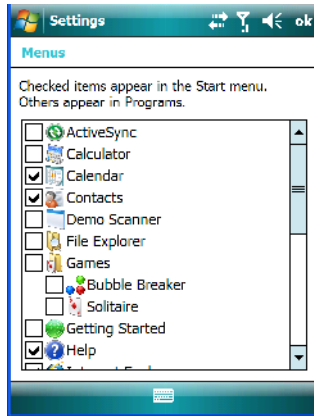 Settings
ok
Menus
Checked items appear in the Start menu.
Others appear in Programs.
ActiveSync
Calculator
Calendar
Contacts
Demo Scanner
File Explorer
Games
Bubble Breaker
Solitaire
Getting Started
Help